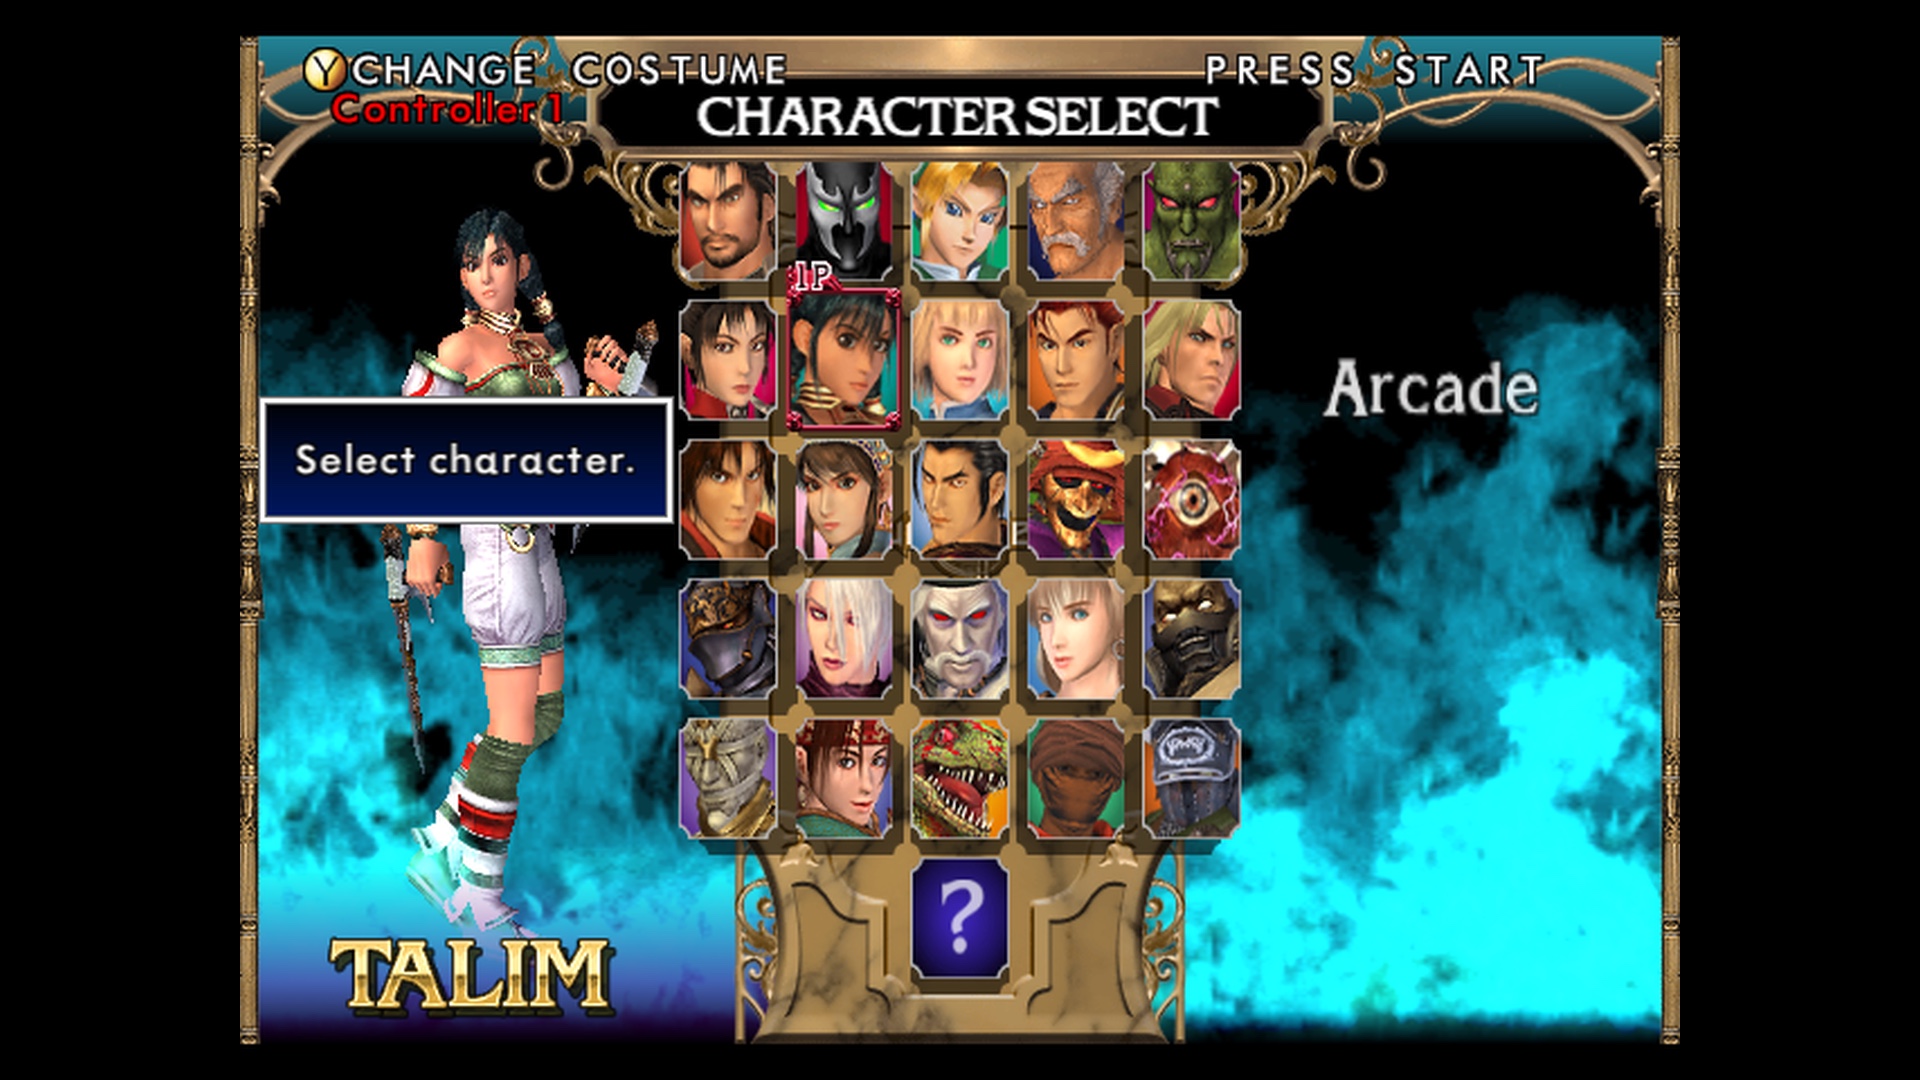 Y CHANGE COSTUME
PRESS START
Controller 1
CHARACTER SELECT
1P
Arcade
Select character.
?
TALIM